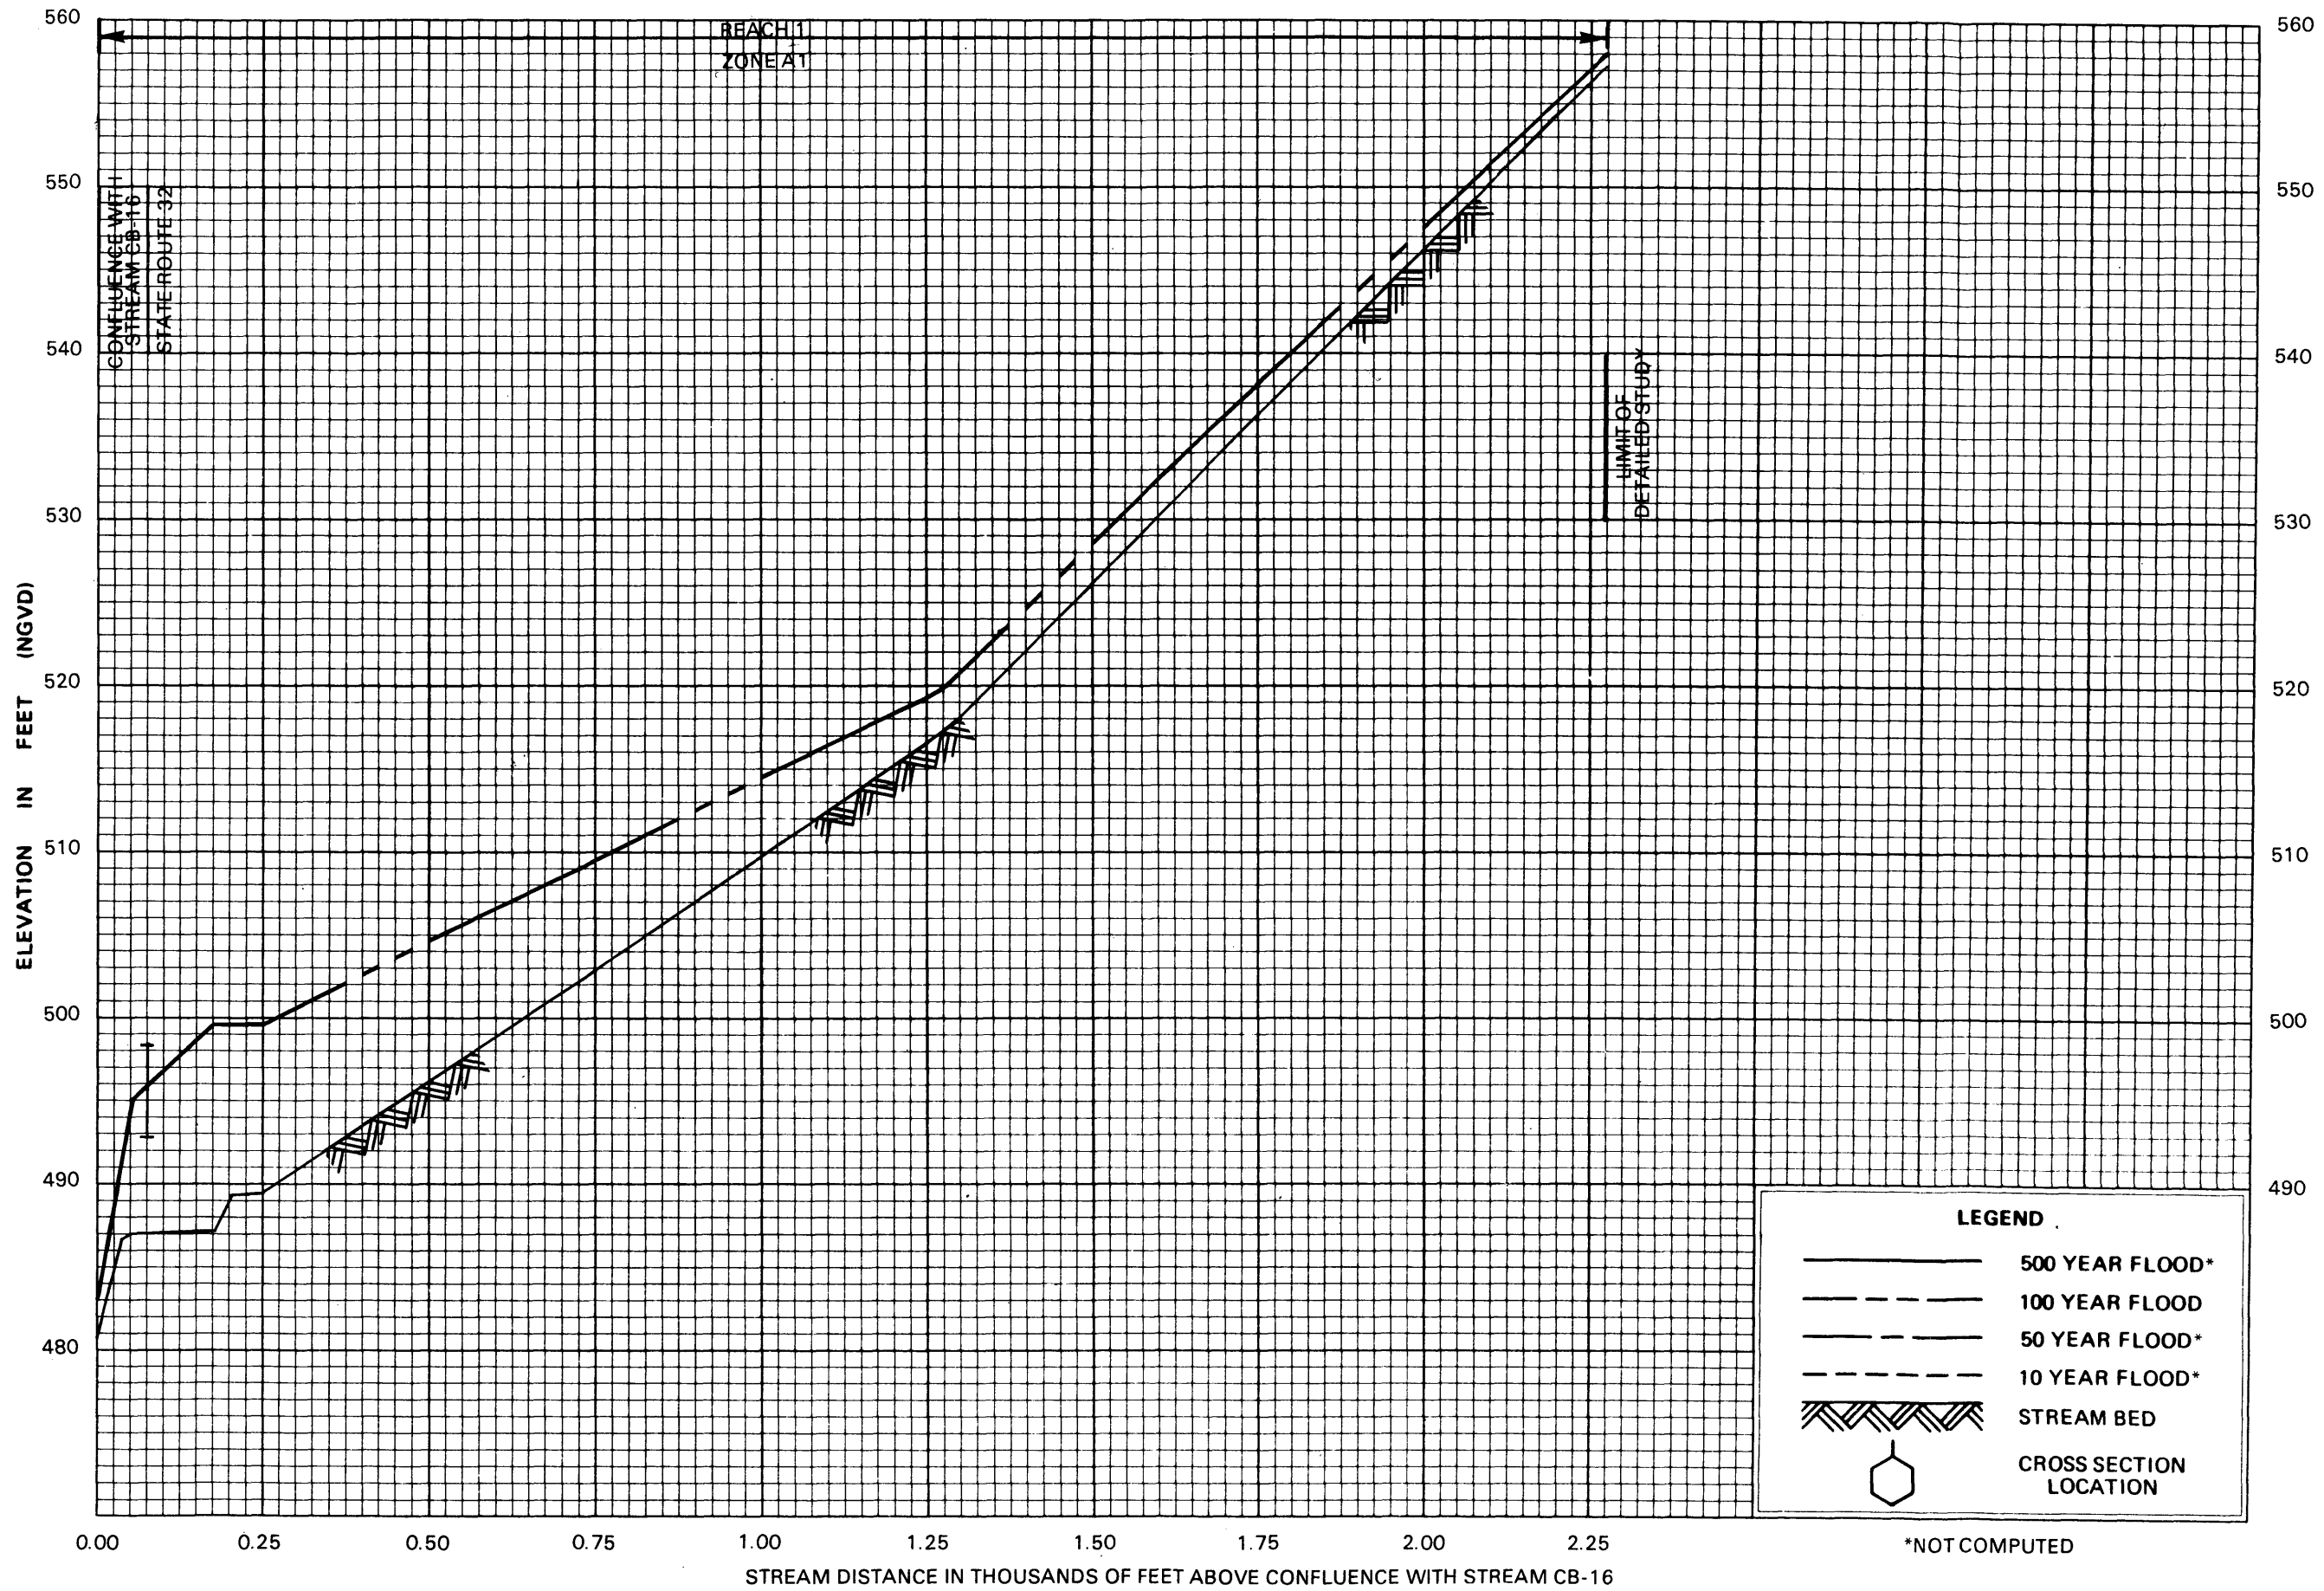 560
550
540
530
520
510
500
490
480
ELEVATION IN FEET (NGVD)
REACH 1
ZONE A1
CONFLUENCE WITH
STREAM CB-16
STATE ROUTE 32
LIMIT OF
DETAILED STUDY
560
550
540
530
520
510
500
490
LEGEND
500 YEAR FLOOD*
100 YEAR FLOOD
50 YEAR FLOOD*
10 YEAR FLOOD*
STREAM BED
CROSS SECTION
LOCATION
0.00 0.25 0.50 0.75 1.00 1.25 1.50 1.75 2.00 2.25
*NOT COMPUTED
STREAM DISTANCE IN THOUSANDS OF FEET ABOVE CONFLUENCE WITH STREAM CB-16